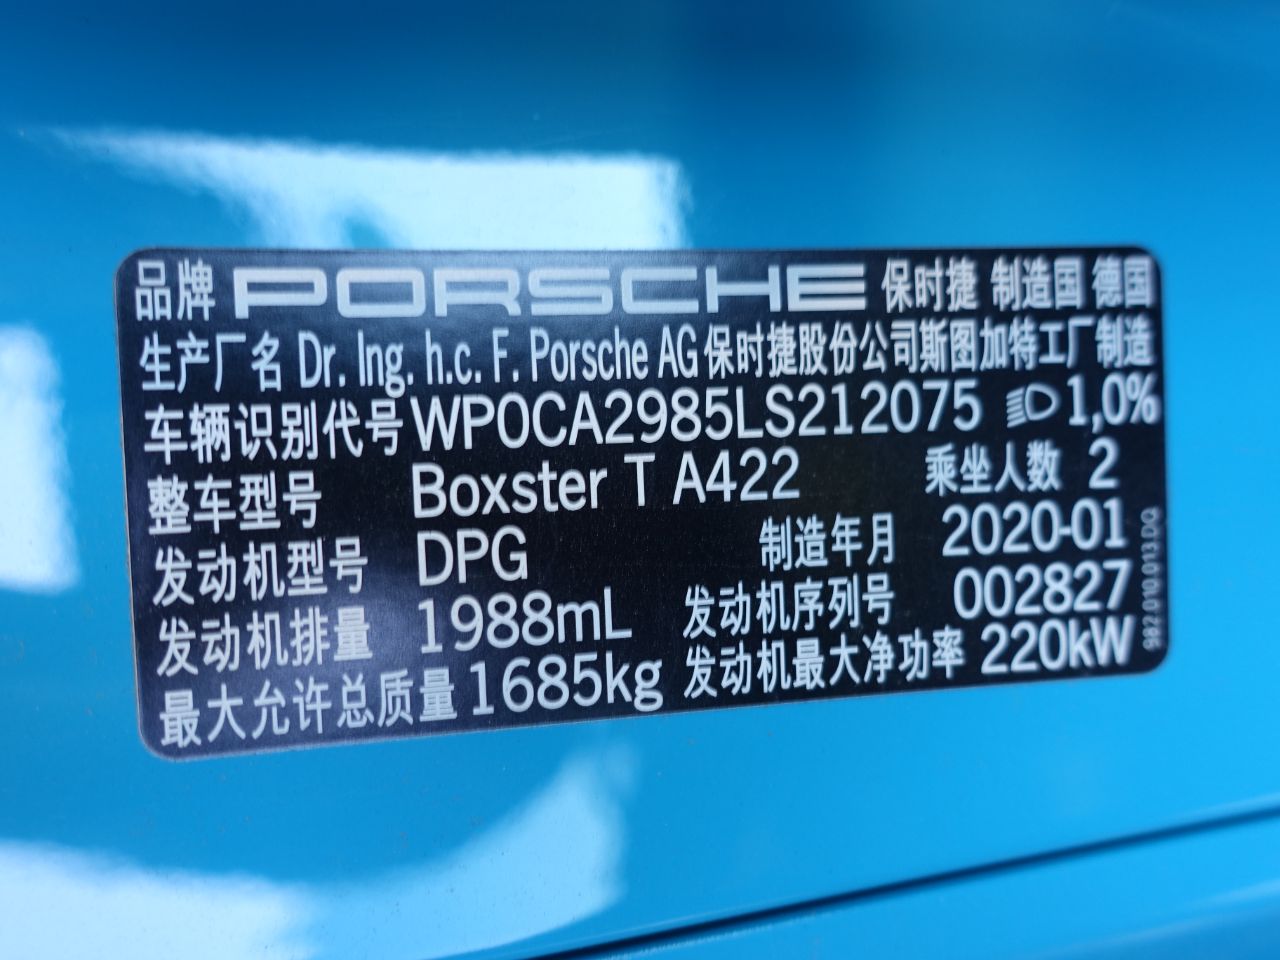 品牌 PORSCHE 保时捷 制造国 德国
生产厂名 Dr. Ing. h.c. F. Porsche AG 保时捷股份公司斯图加特工厂制造
车辆识别代号 WP0CA2985LS212075 1,0%
整车型号 Boxster T A422 乘坐人数 2
发动机型号 DPG 制造年月 2020-01
发动机排量 1988mL 发动机序列号 002827
最大允许总质量 1685kg 发动机最大净功率 220kW
982.010.013.DQ